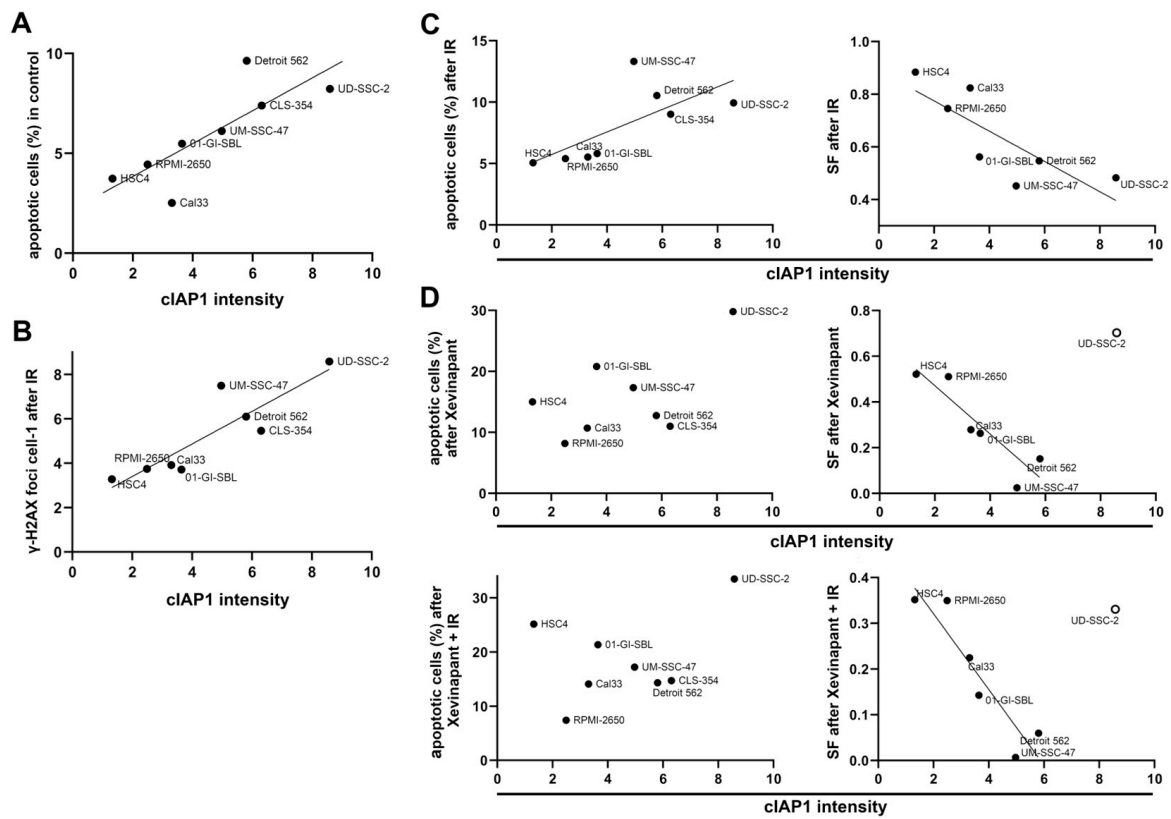 A
apoptotic cells (%) in control
10
5
0
Detroit 562
UD-SSC-2
CLS-354
UM-SSC-47
01-GI-SBL
RPMI-2650
HSC4
Cal33
0 2 4 6 8 10
cIAP1 intensity
B
γ-H2AX foci cell-1 after IR
8
6
4
2
0
UD-SSC-2
UM-SSC-47
Detroit 562
CLS-354
RPMI-2650
Cal33
01-GI-SBL
HSC4
0 2 4 6 8 10
cIAP1 intensity
C
apoptotic cells (%) after IR
15
10
5
0
UM-SSC-47
Detroit 562
UD-SSC-2
CLS-354
HSC4
Cal33
01-GI-SBL
RPMI-2650
0 2 4 6 8 10
SF after IR
1.0
0.8
0.6
0.4
HSC4
Cal33
RPMI-2650
01-GI-SBL
Detroit 562
UM-SSC-47
UD-SSC-2
0 2 4 6 8 10
cIAP1 intensity
D
apoptotic cells (%)
after Xevinapant
30
20
10
0
UD-SSC-2
01-GI-SBL
UM-SSC-47
HSC4
Detroit 562
Cal33
CLS-354
RPMI-2650
0 2 4 6 8 10
SF after Xevinapant
0.8
0.6
0.4
0.2
0.0
UD-SSC-2
HSC4
RPMI-2650
Cal33
01-GI-SBL
Detroit 562
UM-SSC-47
0 2 4 6 8 10
cIAP1 intensity
apoptotic cells (%) after
Xevinapant + IR
30
20
10
0
UD-SSC-2
HSC4
01-GI-SBL
UM-SSC-47
Cal33
CLS-354
Detroit 562
RPMI-2650
0 2 4 6 8 10
SF after Xevinapant + IR
0.4
0.3
0.2
0.1
0.0
HSC4
RPMI-2650
UD-SSC-2
Cal33
01-GI-SBL
Detroit 562
UM-SSC-47
0 2 4 6 8 10
cIAP1 intensity